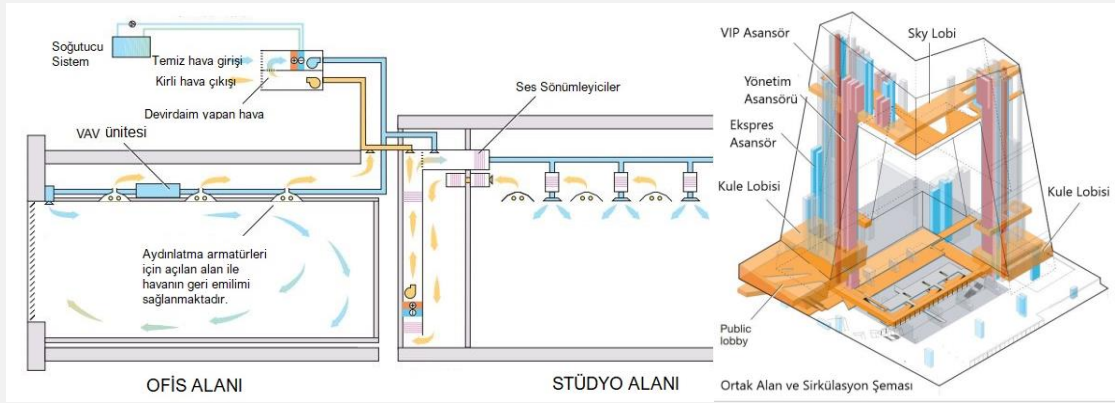 Soğutucu
Sistem
Temiz hava girişi
Kirli hava çıkışı
Devirdaim yapan hava
VAV ünitesi
Ses Sönümleyiciler
Aydınlatma armatürleri
için açılan alan ile
havanın geri emilimi
sağlanmaktadır.
OFİS ALANI
STÜDYO ALANI
VIP Asansör
Sky Lobi
Yönetim
Asansörü
Ekspres
Asansör
Kule Lobisi
Kule Lobisi
Public
lobby
Ortak Alan ve Sirkülasyon Şeması